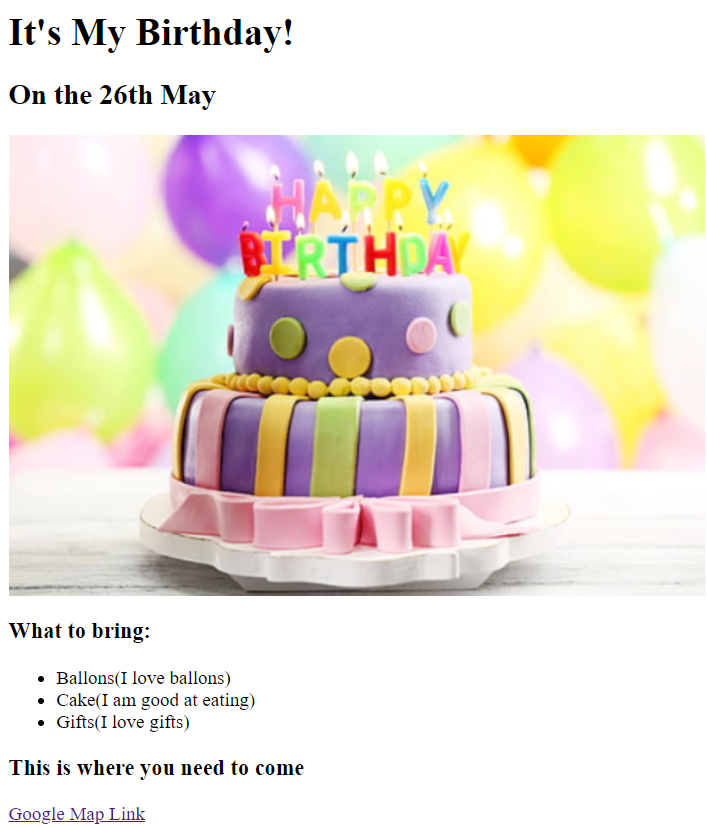 It's My Birthday!
On the 26th May
HAPPY
BIRTHDAY
What to bring:
Ballons(I love ballons)
Cake(I am good at eating)
Gifts(I love gifts)
This is where you need to come
Google Map Link